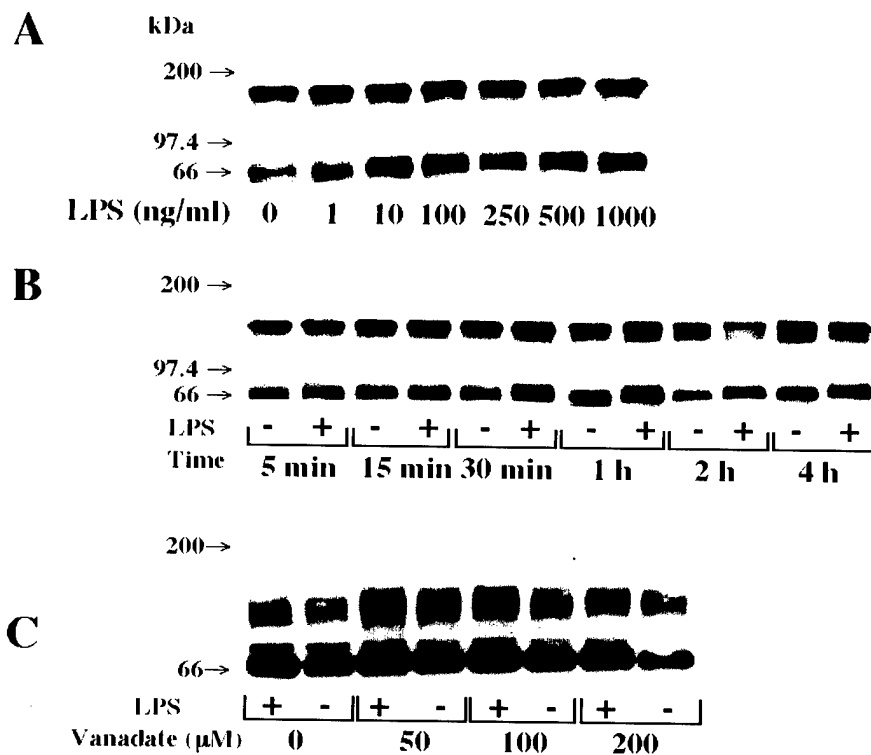 A
kDa
200 →
97.4 →
66 →
LPS (ng/ml) 0 1 10 100 250 500 1000
B
200 →
97.4 →
66 →
LPS - + - + - + - + - + - +
Time 5 min 15 min 30 min 1 h 2 h 4 h
200→
C
66→
LPS + - + - + - + -
Vanadate (μM) 0 50 100 200